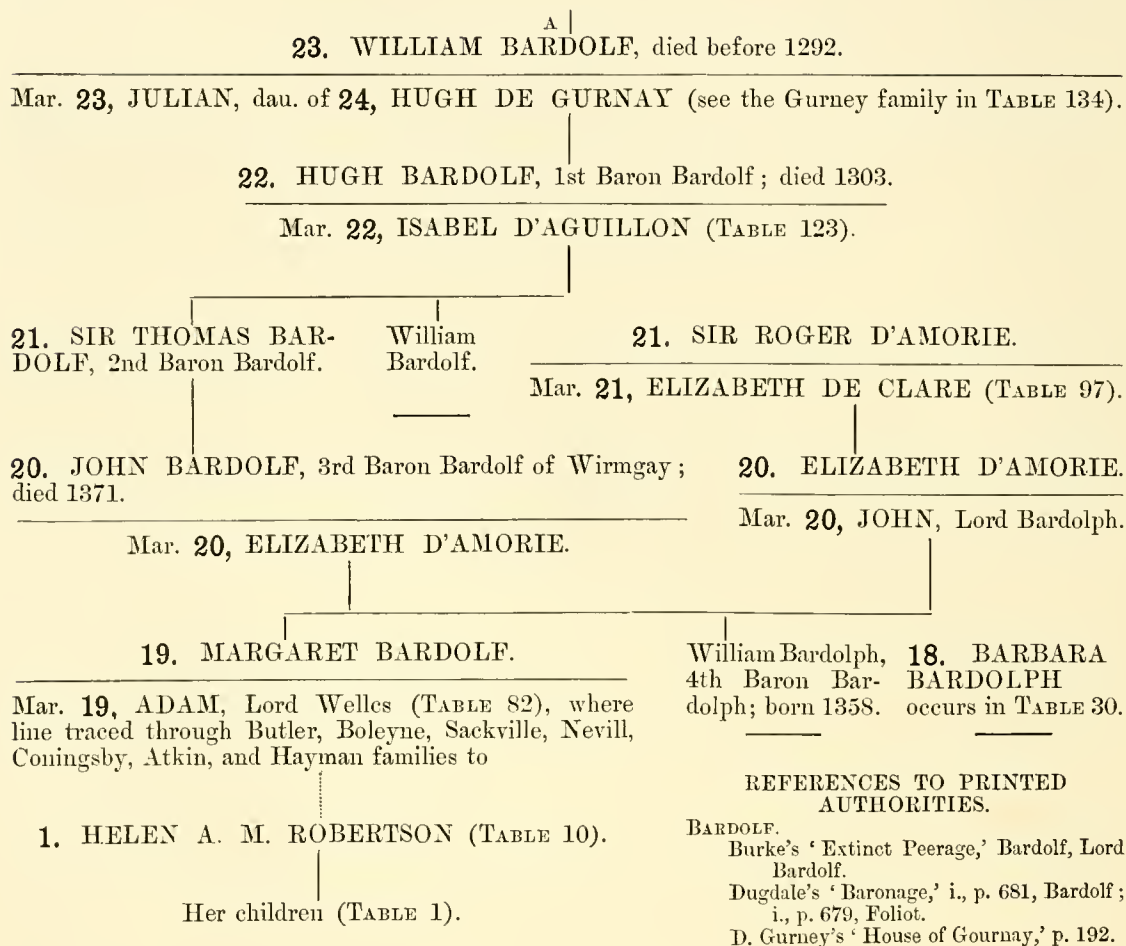 A
23. WILLIAM BARDOLF, died before 1292.
Mar. 23, JULIAN, dau. of 24, HUGH DE GURNAY (see the Gurney family in TABLE 134).
22. HUGH BARDOLF, 1st Baron Bardolf; died 1303.
Mar. 22, ISABEL D'AGUILLON (TABLE 123).
21. SIR THOMAS BAR-
DOLF, 2nd Baron Bardolf.
William
Bardolf.
21. SIR ROGER D'AMORIE.
Mar. 21, ELIZABETH DE CLARE (TABLE 97).
20. JOHN BARDOLF, 3rd Baron Bardolf of Wirmgay;
died 1371.
Mar. 20, ELIZABETH D'AMORIE.
20. ELIZABETH D'AMORIE.
Mar. 20, JOHN, Lord Bardolph.
19. MARGARET BARDOLF.
Mar. 19, ADAM, Lord Welles (TABLE 82), where
line traced through Butler, Boleyne, Sackville, Nevill,
Coningsby, Atkin, and Hayman families to
1. HELEN A. M. ROBERTSON (TABLE 10).
Her children (TABLE 1).
William Bardolph,
4th Baron Bar-
dolph; born 1358.
18. BARBARA
BARDOLPH
occurs in TABLE 30.
REFERENCES TO PRINTED
AUTHORITIES.
BARDOLF.
Burke's 'Extinct Peerage,' Bardolf, Lord
Bardolf.
Dugdale's 'Baronage,' i., p. 681, Bardolf;
i., p. 679, Foliot.
D. Gurney's 'House of Gournay,' p. 192.